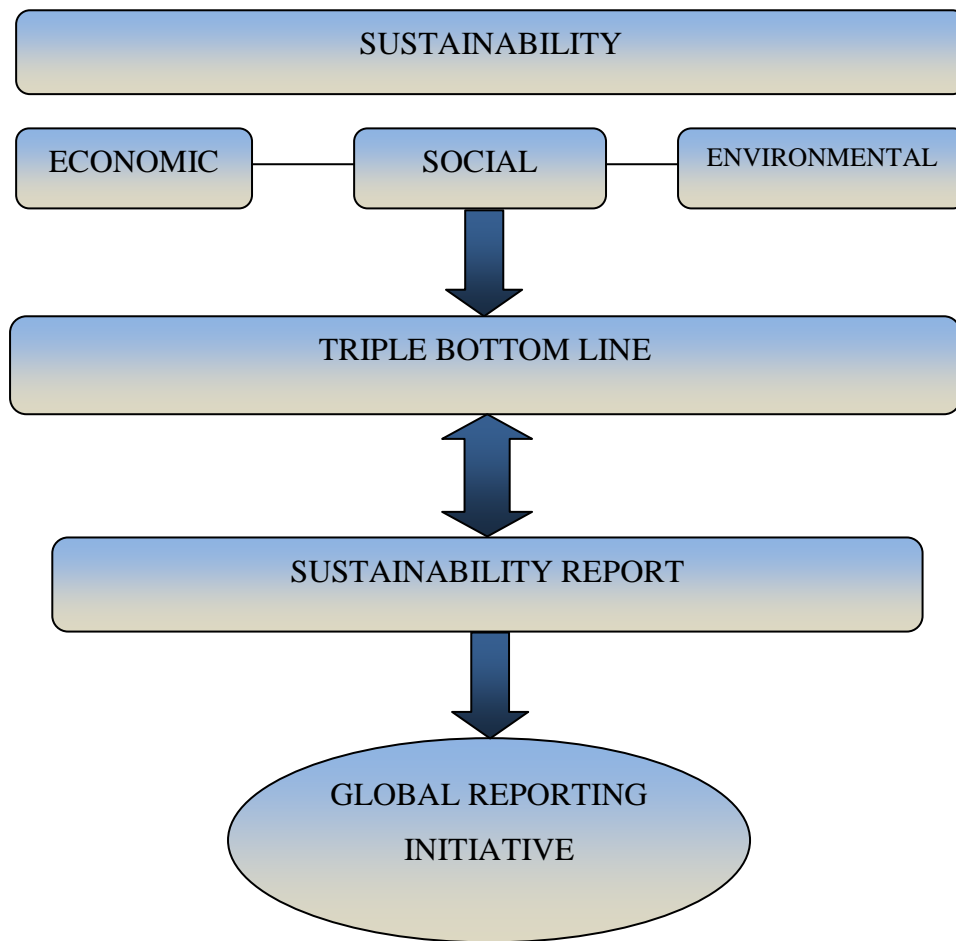 SUSTAINABILITY
ECONOMIC
SOCIAL
ENVIRONMENTAL
TRIPLE BOTTOM LINE
SUSTAINABILITY REPORT
GLOBAL REPORTING
INITIATIVE